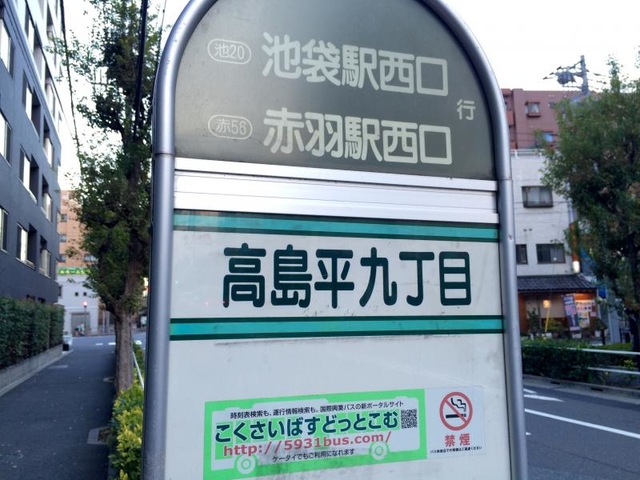 池20 池袋駅西口
赤56 赤羽駅西口
行
高島平九丁目
時刻表検索も、運行情報検索も、国際興業バスの新ポータルサイト
こくさいばすどっとこむ
http://5931bus.com/
ケータイでもご利用になれます
禁煙